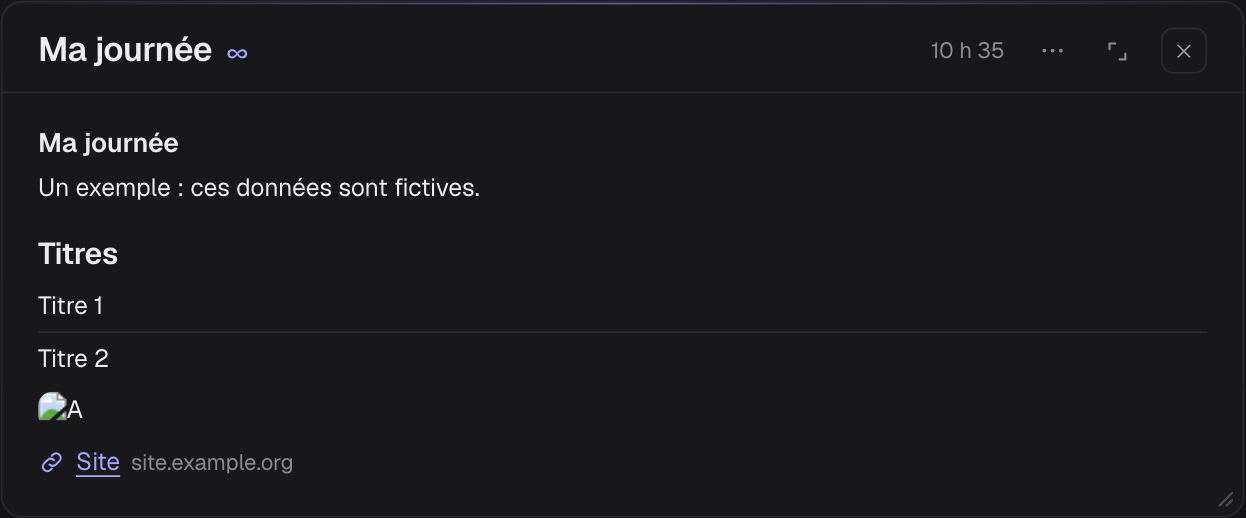 Ma journée ∞
10 h 35
Ma journée
Un exemple : ces données sont fictives.
Titres
Titre 1
Titre 2
A
Site site.example.org